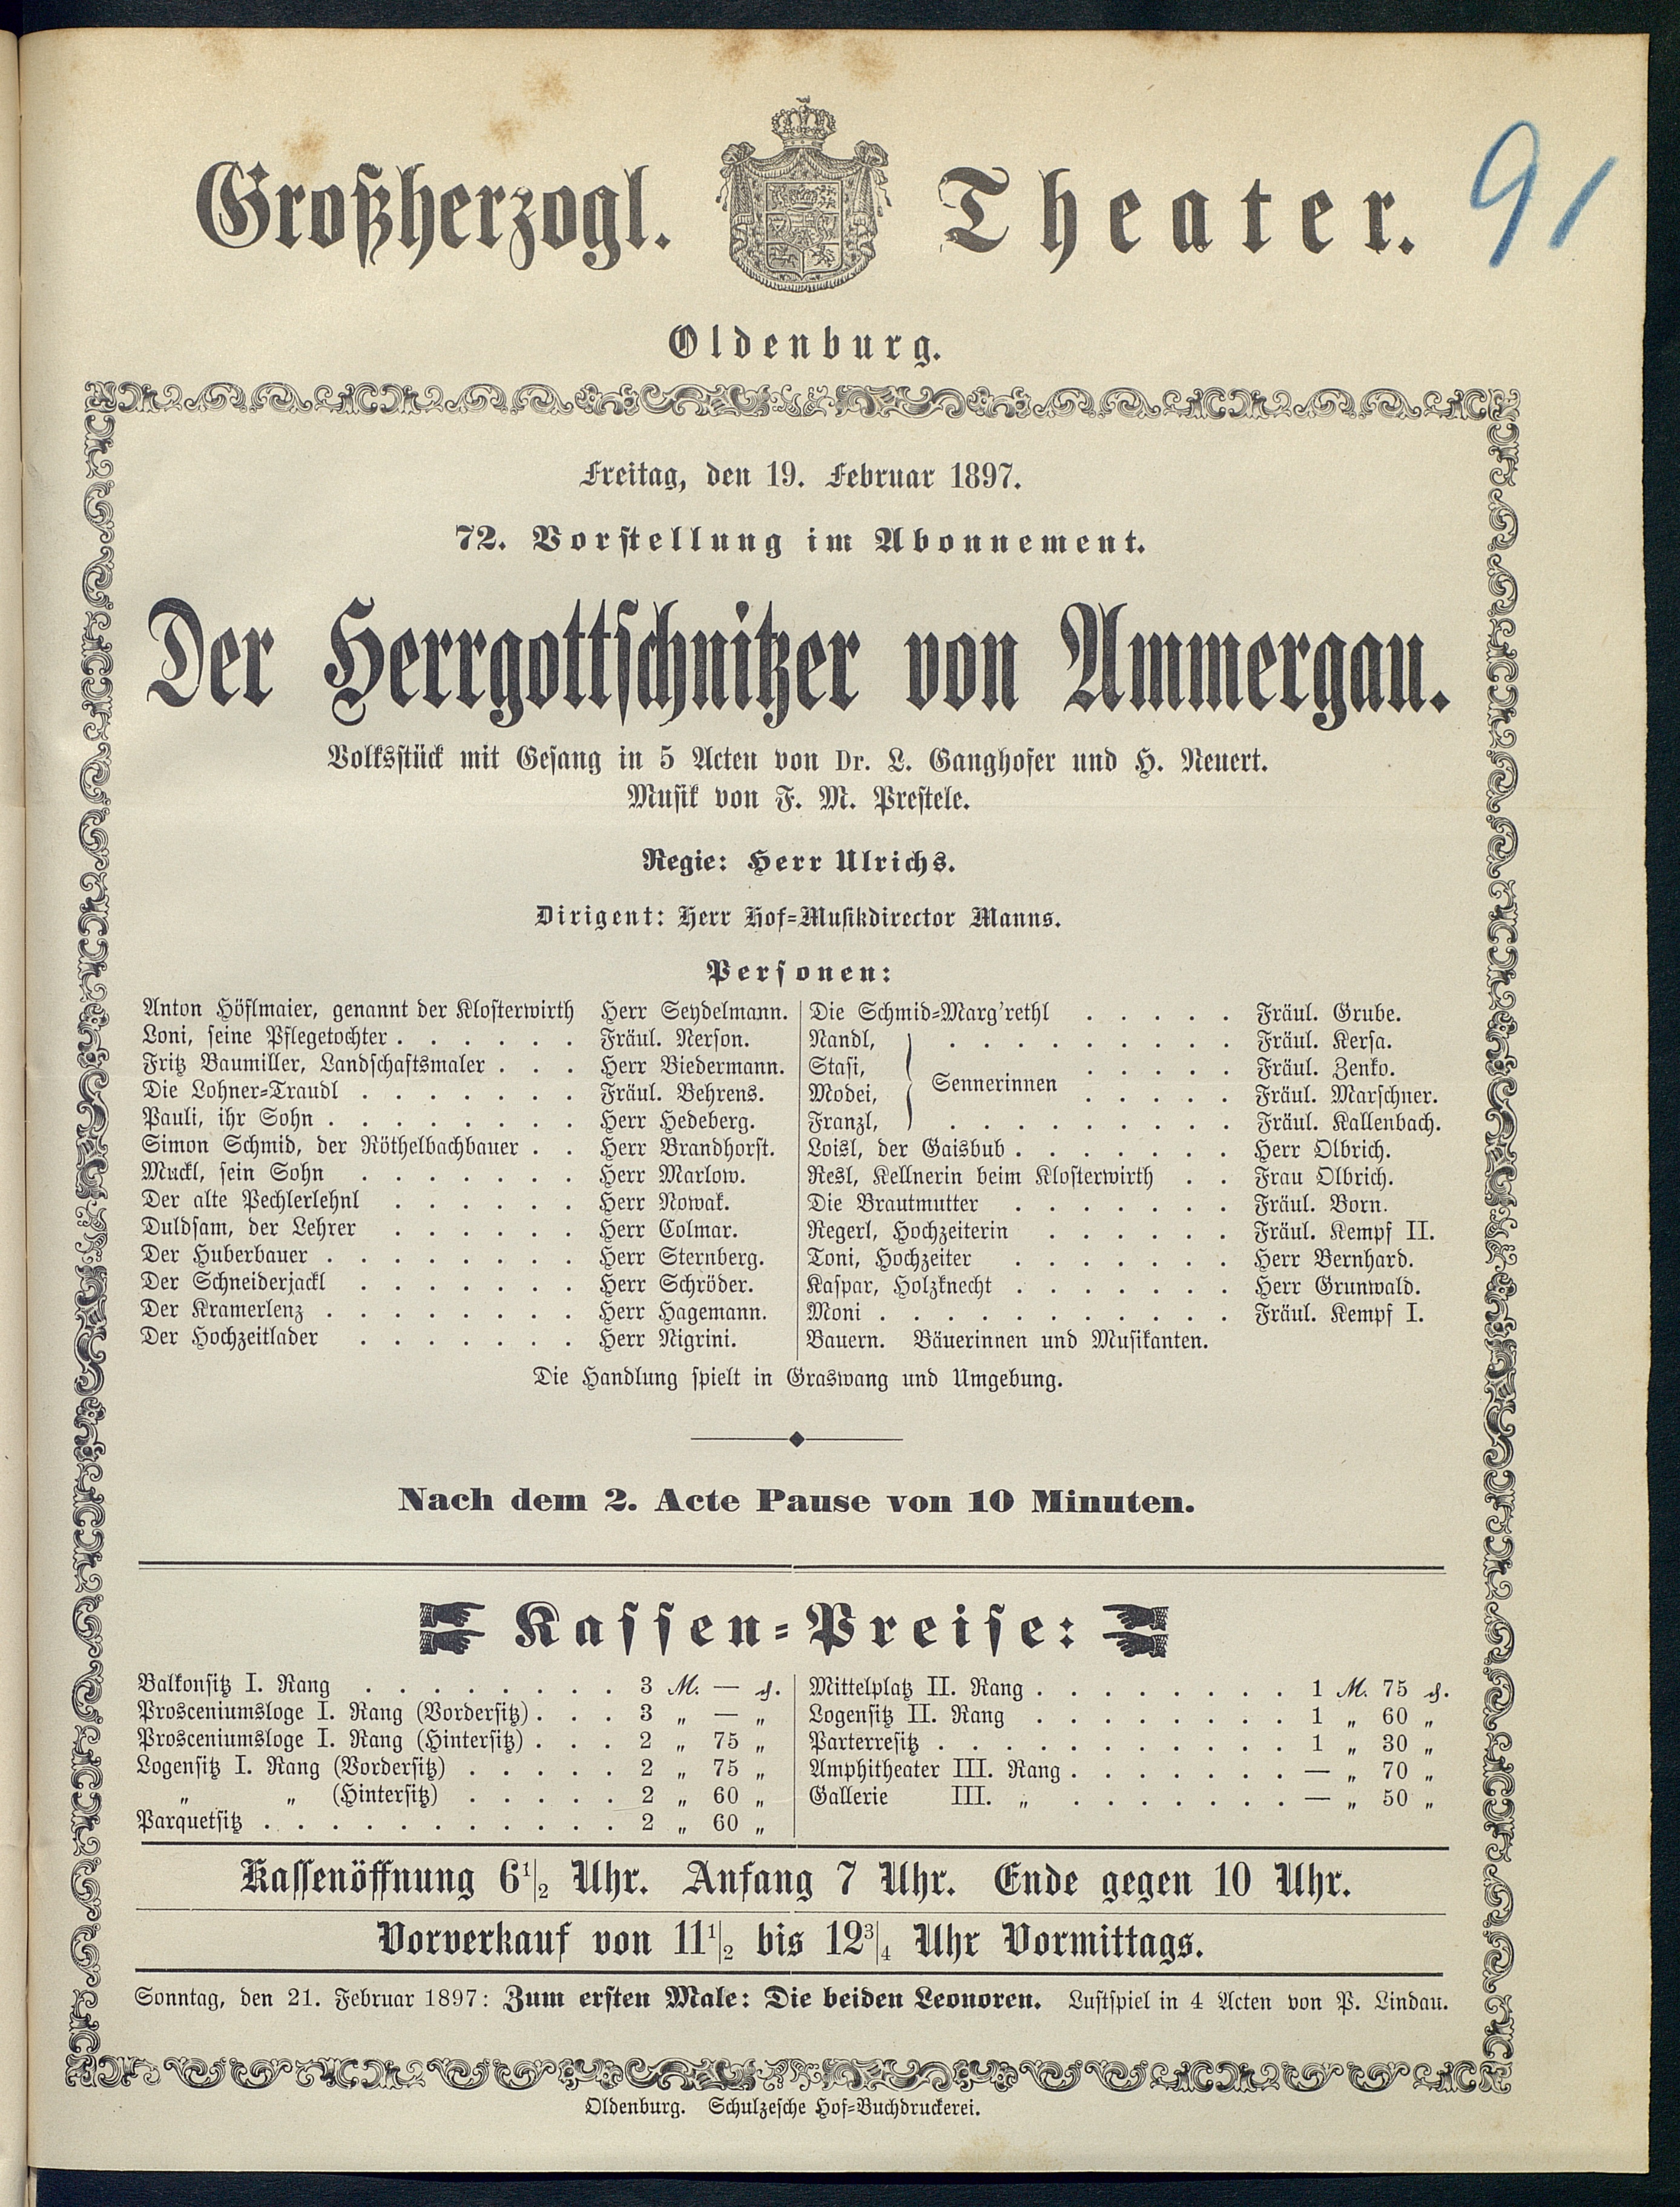 Großherzogl. Theater.
91
Oldenburg.
Freitag, den 19. Februar 1897.
72. Vorstellung im Abonnement.
Der Herrgottschnitzer von Ammergau.
Volksstück mit Gesang in 5 Acten von Dr. L. Ganghofer und H. Neuert.
Musik von F. M. Prestele.
Regie: Herr Ulrichs.
Dirigent: Herr Hof-Musikdirector Manns.
Personen:
Anton Höflmaier, genannt der Klosterwirth Herr Seydelmann.
Loni, seine Pflegetochter . . . . . . Fräul. Nerson.
Fritz Baumiller, Landschaftsmaler . . . Herr Biedermann.
Die Lohner-Traudl . . . . . . . Fräul. Behrens.
Pauli, ihr Sohn . . . . . . . . Herr Hedeberg.
Simon Schmid, der Röthelbachbauer . . Herr Brandhorst.
Muckl, sein Sohn . . . . . . . Herr Marlow.
Der alte Pechlerlehnl . . . . . . Herr Nowak.
Duldsam, der Lehrer . . . . . . Herr Colmar.
Der Huberbauer . . . . . . . . Herr Sternberg.
Der Schneiderjackl . . . . . . . Herr Schröder.
Der Kramerlenz . . . . . . . . Herr Hagemann.
Der Hochzeitlader . . . . . . . Herr Nigrini.
Die Schmid-Marg'rethl . . . . . Fräul. Grube.
Nandl, . . . . . . . . . Fräul. Kersa.
Stasi, . . . . . Fräul. Zenko.
Sennerinnen
Modei, . . . . . Fräul. Marschner.
Franzl, . . . . . . . . . Fräul. Kallenbach.
Loisl, der Gaisbub . . . . . . . Herr Olbrich.
Resl, Kellnerin beim Klosterwirth . . Frau Olbrich.
Die Brautmutter . . . . . . . Fräul. Born.
Regerl, Hochzeiterin . . . . . . Fräul. Kempf II.
Toni, Hochzeiter . . . . . . . Herr Bernhard.
Kaspar, Holzknecht . . . . . . . Herr Grunwald.
Moni . . . . . . . . . . . Fräul. Kempf I.
Bauern. Bäuerinnen und Musikanten.
Die Handlung spielt in Graswang und Umgebung.
Nach dem 2. Acte Pause von 10 Minuten.
Kassen-Preise:
Balkonsitz I. Rang . . . . . . . . 3 M. — ₰.
Prosceniumsloge I. Rang (Vordersitz) . . . 3 „ — „
Prosceniumsloge I. Rang (Hintersitz) . . . 2 „ 75 „
Logensitz I. Rang (Vordersitz) . . . . . 2 „ 75 „
„ „ (Hintersitz) . . . . . 2 „ 60 „
Parquetsitz . . . . . . . . . . . 2 „ 60 „
Mittelplatz II. Rang . . . . . . . . 1 M. 75 ₰.
Logensitz II. Rang . . . . . . . . 1 „ 60 „
Parterresitz . . . . . . . . . . . 1 „ 30 „
Amphitheater III. Rang . . . . . . . — „ 70 „
Gallerie III. „ . . . . . . . — „ 50 „
Kassenöffnung 6 1/2 Uhr. Anfang 7 Uhr. Ende gegen 10 Uhr.
Vorverkauf von 11 1/2 bis 12 3/4 Uhr Vormittags.
Sonntag, den 21. Februar 1897: Zum ersten Male: Die beiden Leonoren. Lustspiel in 4 Acten von P. Lindau.
Oldenburg. Schulzesche Hof-Buchdruckerei.